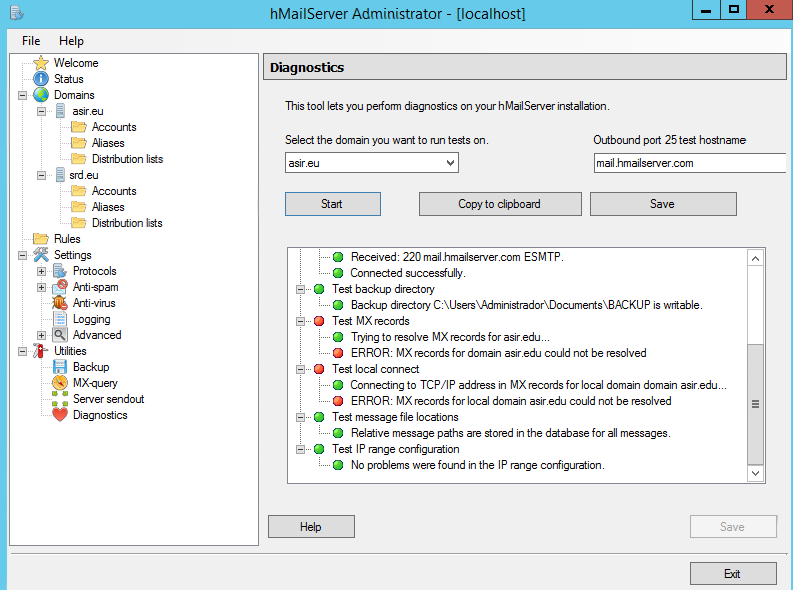 hMailServer Administrator - [localhost]
File Help
Welcome
Status
Domains
asir.eu
Accounts
Aliases
Distribution lists
srd.eu
Accounts
Aliases
Distribution lists
Rules
Settings
Protocols
Anti-spam
Anti-virus
Logging
Advanced
Utilities
Backup
MX-query
Server sendout
Diagnostics
Diagnostics
This tool lets you perform diagnostics on your hMailServer installation.
Select the domain you want to run tests on.
Outbound port 25 test hostname
asir.eu
mail.hmailserver.com
Start
Copy to clipboard
Save
Received: 220 mail.hmailserver.com ESMTP.
Connected successfully.
Test backup directory
Backup directory C:\Users\Administrador\Documents\BACKUP is writable.
Test MX records
Trying to resolve MX records for asir.edu...
ERROR: MX records for domain asir.edu could not be resolved
Test local connect
Connecting to TCP/IP address in MX records for local domain domain asir.edu...
ERROR: MX records for local domain asir.edu could not be resolved
Test message file locations
Relative message paths are stored in the database for all messages.
Test IP range configuration
No problems were found in the IP range configuration.
Help
Save
Exit